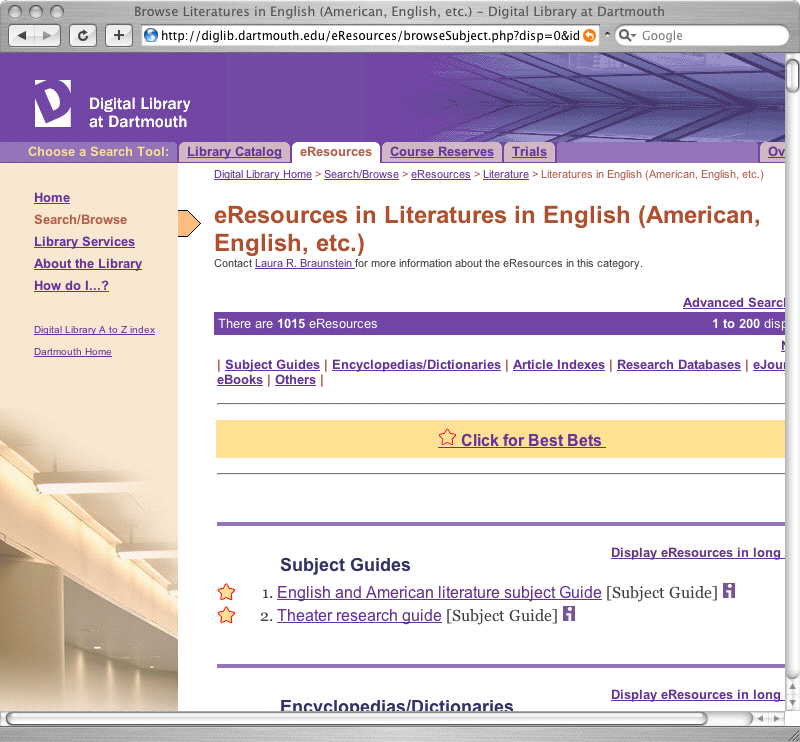 Browse Literatures in English (American, English, etc.) – Digital Library at Dartmouth
http://diglib.dartmouth.edu/eResources/browseSubject.php?disp=0&id
Google
Digital Library
at Dartmouth
Choose a Search Tool: Library Catalog eResources Course Reserves Trials Ov
Digital Library Home > Search/Browse > eResources > Literature > Literatures in English (American, English, etc.)
Home
Search/Browse
Library Services
About the Library
How do I...?
Digital Library A to Z index
Dartmouth Home
eResources in Literatures in English (American,
English, etc.)
Contact Laura R. Braunstein for more information about the eResources in this category.
Advanced Search
There are 1015 eResources 1 to 200 disp
N
| Subject Guides | Encyclopedias/Dictionaries | Article Indexes | Research Databases | eJour
eBooks | Others |
Click for Best Bets
Display eResources in long
Subject Guides
1. English and American literature subject Guide [Subject Guide] i
2. Theater research guide [Subject Guide] i
Display eResources in long
Encyclopedias/Dictionaries